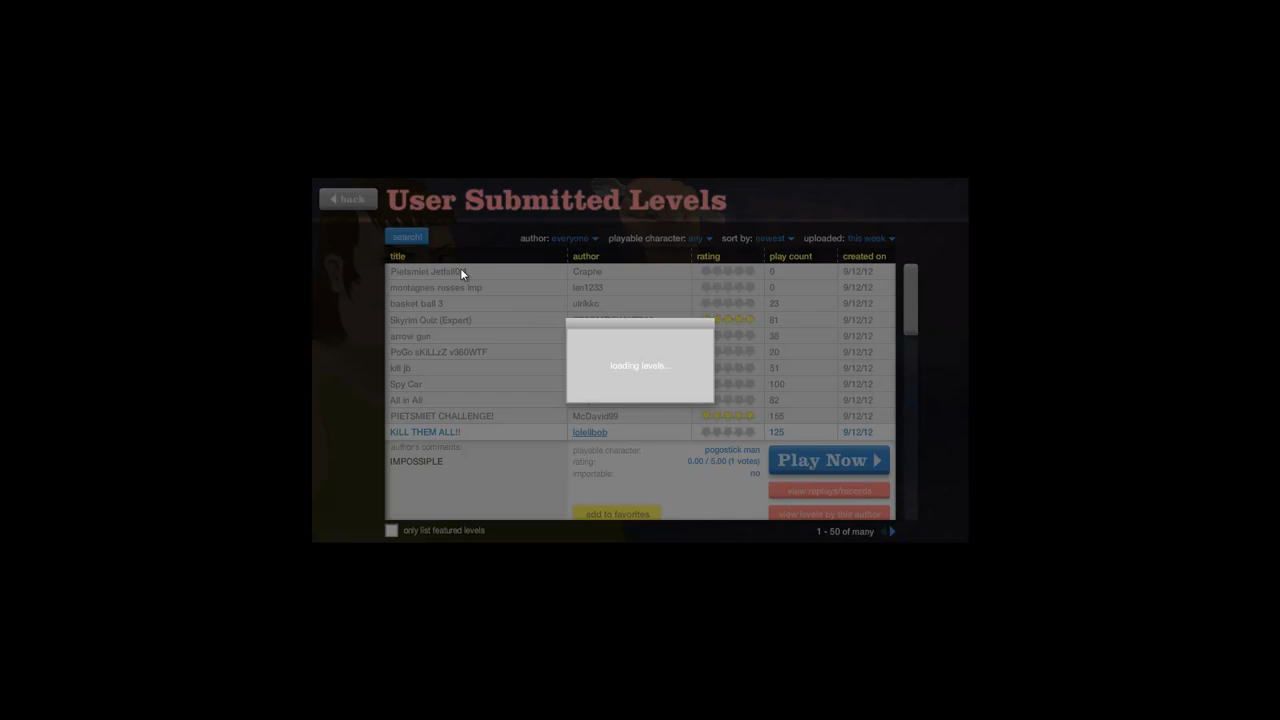 back
User Submitted Levels
search!
author: everyone playable character: any sort by: newest uploaded: this week
title author rating play count created on
Pietsmiet Jetfall Craphe 0 9/12/12
montagnes russes imp len1233 0 9/12/12
basket ball 3 ulrikkc 23 9/12/12
Skyrim Quiz (Expert) 81 9/12/12
arrow gun 38 9/12/12
PoGo sKiLLzZ v360WTF 20 9/12/12
kill jb 51 9/12/12
loading levels...
Spy Car 100 9/12/12
All in All 82 9/12/12
PIETSMIET CHALLENGE! McDavid99 155 9/12/12
KILL THEM ALL!! lolellbob 125 9/12/12
author's comments:
IMPOSSIPLE
playable character: pogostick man
rating: 0.00 / 5.00 (1 votes)
importable: no
add to favorites
Play Now
view replays/records
view levels by this author
only list featured levels
1 - 50 of many